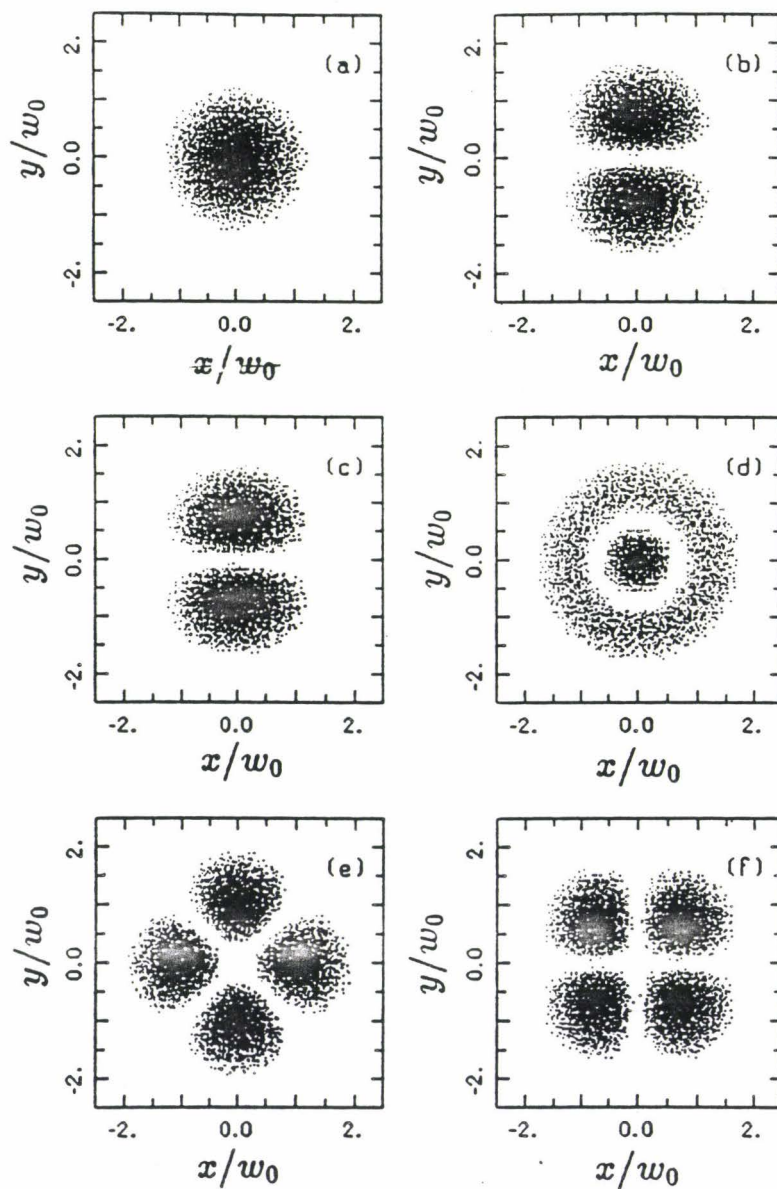 2.
(a)
y/w₀
0.0
-2.
-2. 0.0 2.
x/w₀
2.
(b)
y/w₀
0.0
-2.
-2. 0.0 2.
x/w₀
2.
(c)
y/w₀
0.0
-2.
-2. 0.0 2.
x/w₀
2.
(d)
y/w₀
0.0
-2.
-2. 0.0 2.
x/w₀
2.
(e)
y/w₀
0.0
-2.
-2. 0.0 2.
x/w₀
2.
(f)
y/w₀
0.0
-2.
-2. 0.0 2.
x/w₀